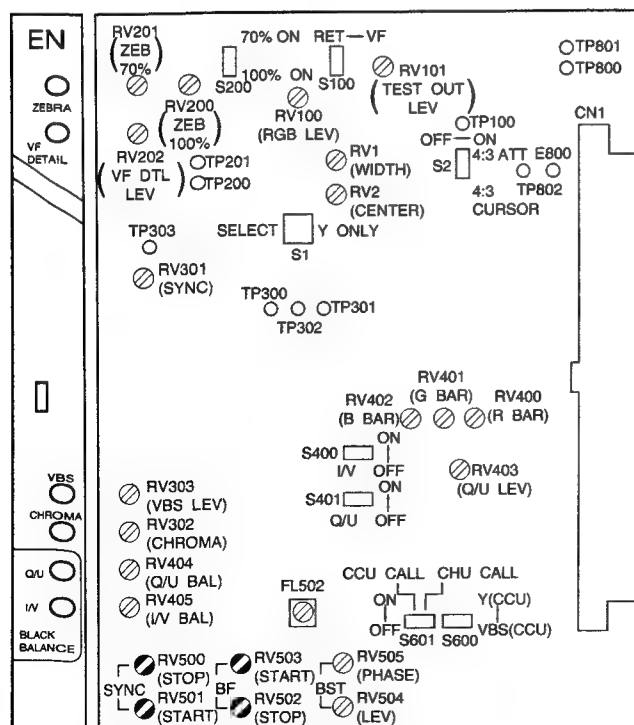 EN
ZEBRA
VF
DETAIL
VBS
CHROMA
Q/U
I/V
BLACK
BALANCE
RV201
(ZEB
70%)
RV200
(ZEB
100%)
70% ON
100% ON
S200
RET—VF
S100
RV100
(RGB LEV)
RV101
(TEST OUT
LEV)
TP801
TP800
CN1
TP100
OFF—ON
S2
4:3 ATT
E800
TP802
4:3
CURSOR
RV202
(VF DTL
LEV)
TP201
TP200
RV1
(WIDTH)
RV2
(CENTER)
TP303
SELECT
Y ONLY
S1
RV301
(SYNC)
TP300
TP301
TP302
RV401
(G BAR)
RV402
(B BAR)
RV400
(R BAR)
S400
I/V
ON
OFF
RV403
(Q/U LEV)
S401
Q/U
ON
OFF
RV303
(VBS LEV)
RV302
(CHROMA)
RV404
(Q/U BAL)
RV405
(I/V BAL)
FL502
CCU CALL
CHU CALL
ON
OFF
S601
S600
Y(CCU)
VBS(CCU)
SYNC
RV500
(STOP)
RV501
(START)
BF
RV503
(START)
RV502
(STOP)
BST
RV505
(PHASE)
RV504
(LEV)